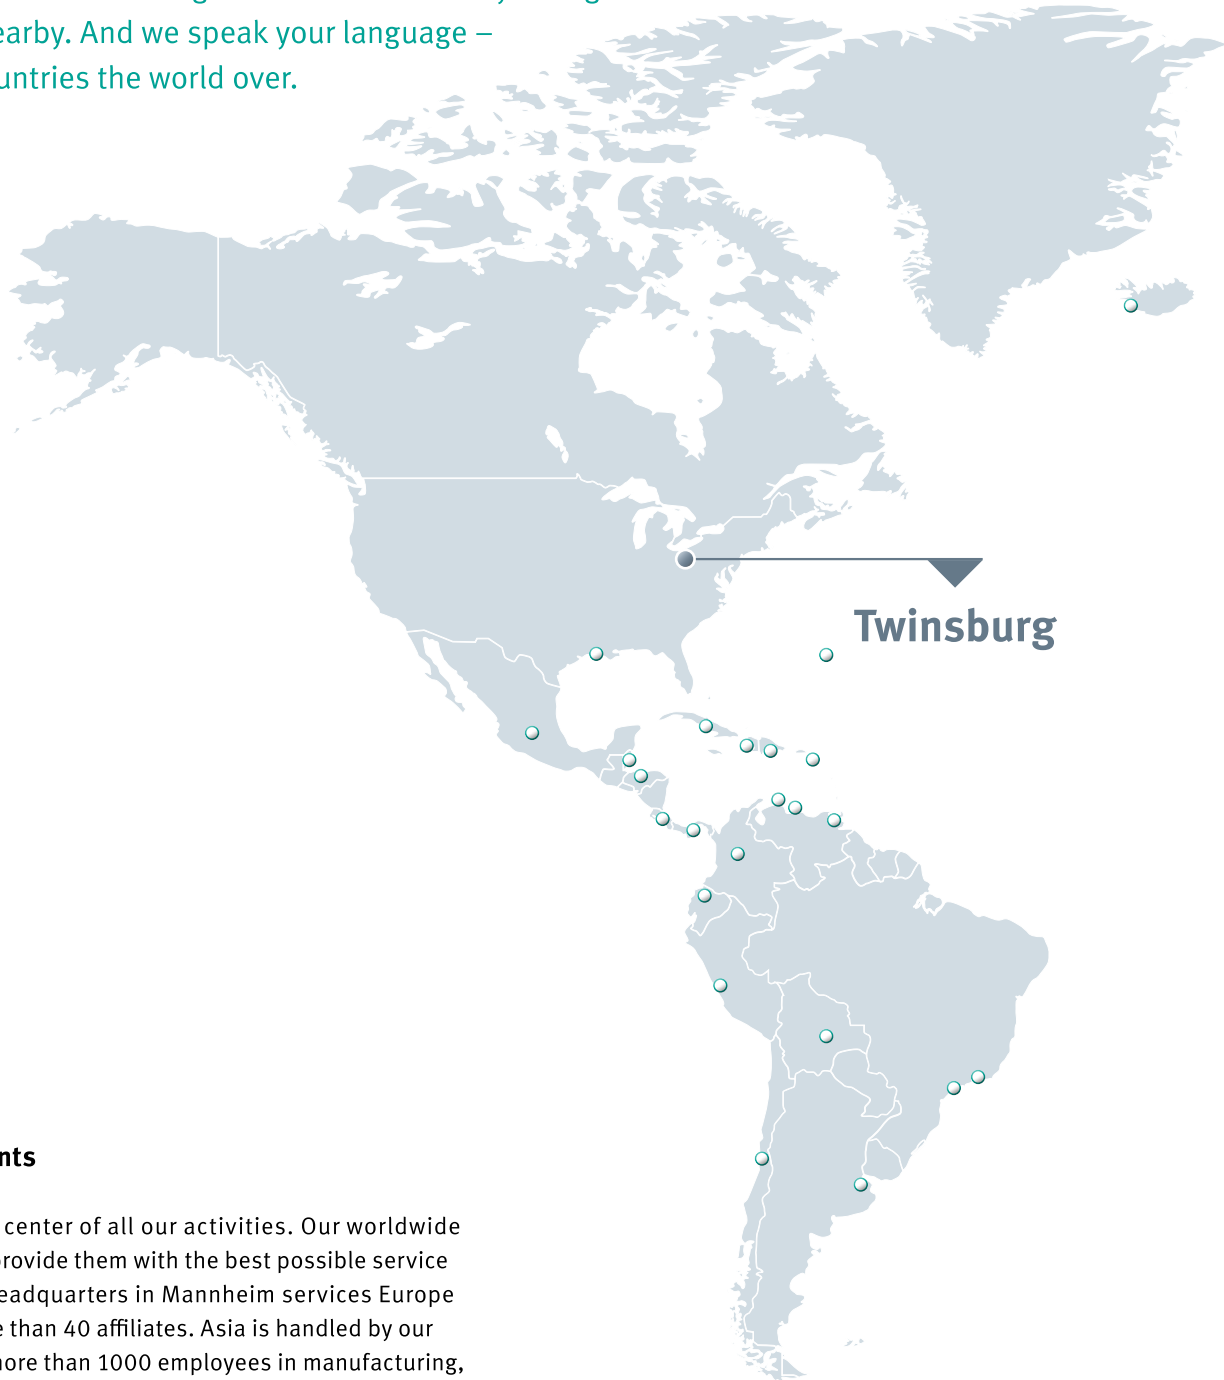 earby. And we speak your language –
untries the world over.
Twinsburg
nts
center of all our activities. Our worldwide
provide them with the best possible service
eadquarters in Mannheim services Europe
e than 40 affiliates. Asia is handled by our
more than 1000 employees in manufacturing,